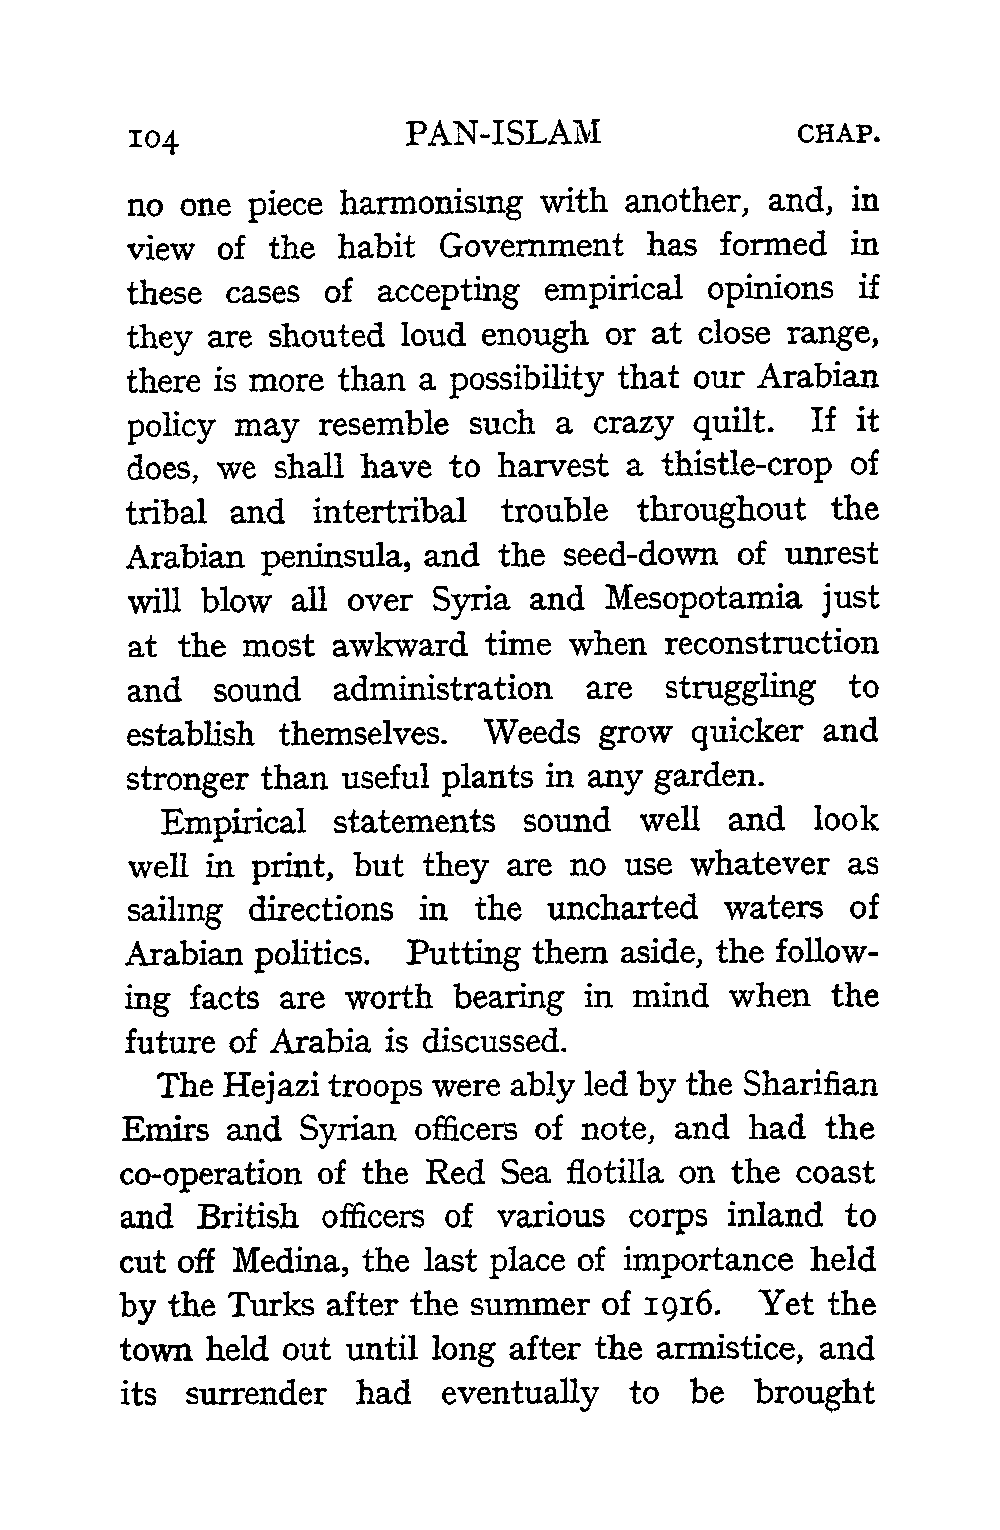 104 PAN-ISLAM CHAP.
no one piece harmonising with another, and, in
view of the habit Government has formed in
these cases of accepting empirical opinions if
they are shouted loud enough or at close range,
there is more than a possibility that our Arabian
policy may resemble such a crazy quilt. If it
does, we shall have to harvest a thistle-crop of
tribal and intertribal trouble throughout the
Arabian peninsula, and the seed-down of unrest
will blow all over Syria and Mesopotamia just
at the most awkward time when reconstruction
and sound administration are struggling to
establish themselves. Weeds grow quicker and
stronger than useful plants in any garden.
Empirical statements sound well and look
well in print, but they are no use whatever as
sailing directions in the uncharted waters of
Arabian politics. Putting them aside, the follow-
ing facts are worth bearing in mind when the
future of Arabia is discussed.
The Hejazi troops were ably led by the Sharifian
Emirs and Syrian officers of note, and had the
co-operation of the Red Sea flotilla on the coast
and British officers of various corps inland to
cut off Medina, the last place of importance held
by the Turks after the summer of 1916. Yet the
town held out until long after the armistice, and
its surrender had eventually to be brought